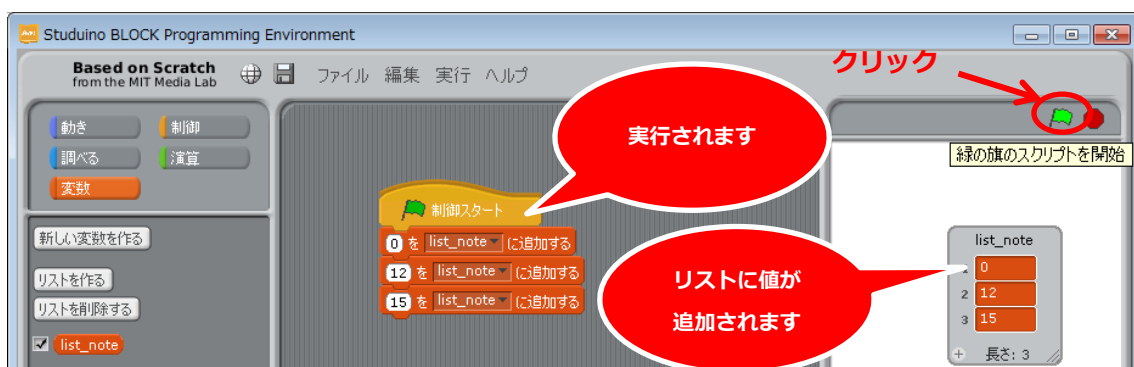 Studuino BLOCK Programming Environment
Based on Scratch
from the MIT Media Lab
ファイル 編集 実行 ヘルプ
クリック
動き 制御
調べる 演算
変数
実行されます
緑の旗のスクリプトを開始
新しい変数を作る
リストを作る
リストを削除する
list_note
制御スタート
0 を list_note に追加する
12 を list_note に追加する
15 を list_note に追加する
リストに値が
追加されます
list_note
1 0
2 12
3 15
+ 長さ: 3